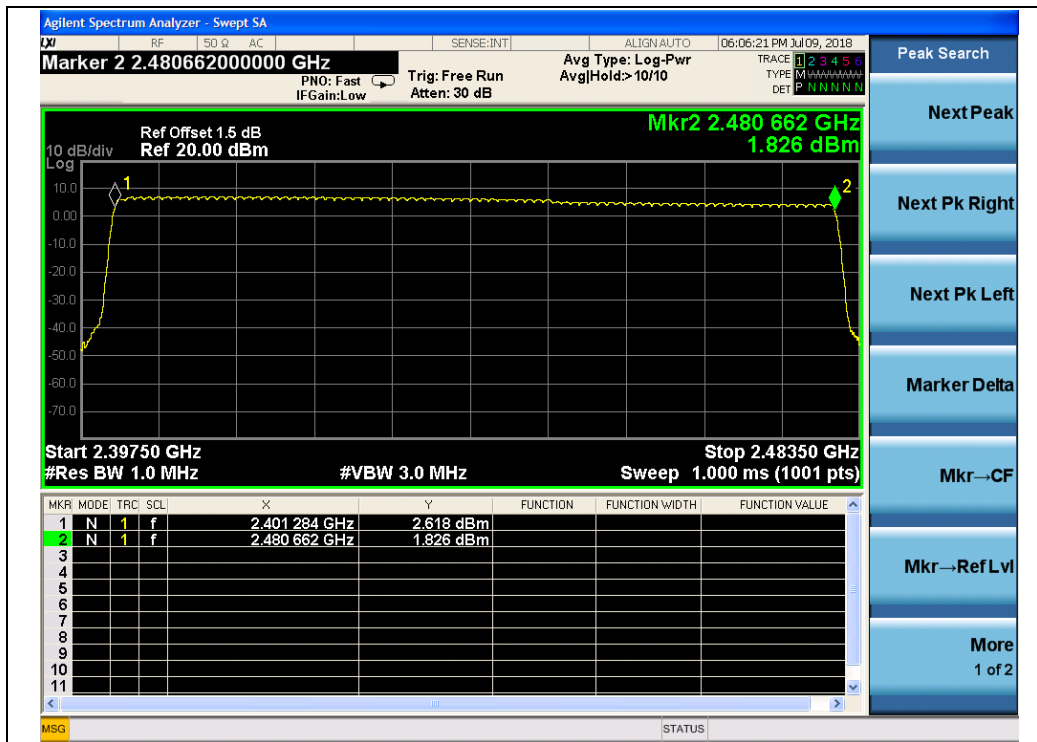 Agilent Spectrum Analyzer - Swept SA
LXI RF 50 Ω AC SENSE:INT ALIGN AUTO 06:06:21 PM Jul 09, 2018
Marker 2 2.480662000000 GHz
PNO: Fast
IFGain:Low
Trig: Free Run
Atten: 30 dB
Avg Type: Log-Pwr
Avg|Hold:>10/10
TRACE 1 2 3 4 5 6
TYPE M
DET P N N N N N
Mkr2 2.480 662 GHz
1.826 dBm
Ref Offset 1.5 dB
10 dB/div Ref 20.00 dBm
Log
10.0
0.00
-10.0
-20.0
-30.0
-40.0
-50.0
-60.0
-70.0
1
2
Start 2.39750 GHz Stop 2.48350 GHz
#Res BW 1.0 MHz #VBW 3.0 MHz Sweep 1.000 ms (1001 pts)
MKR MODE TRC SCL X Y FUNCTION FUNCTION WIDTH FUNCTION VALUE
1 N 1 f 2.401 284 GHz 2.618 dBm
2 N 1 f 2.480 662 GHz 1.826 dBm
3
4
5
6
7
8
9
10
11
MSG STATUS
Peak Search
Next Peak
Next Pk Right
Next Pk Left
Marker Delta
Mkr→CF
Mkr→Ref Lvl
More
1 of 2